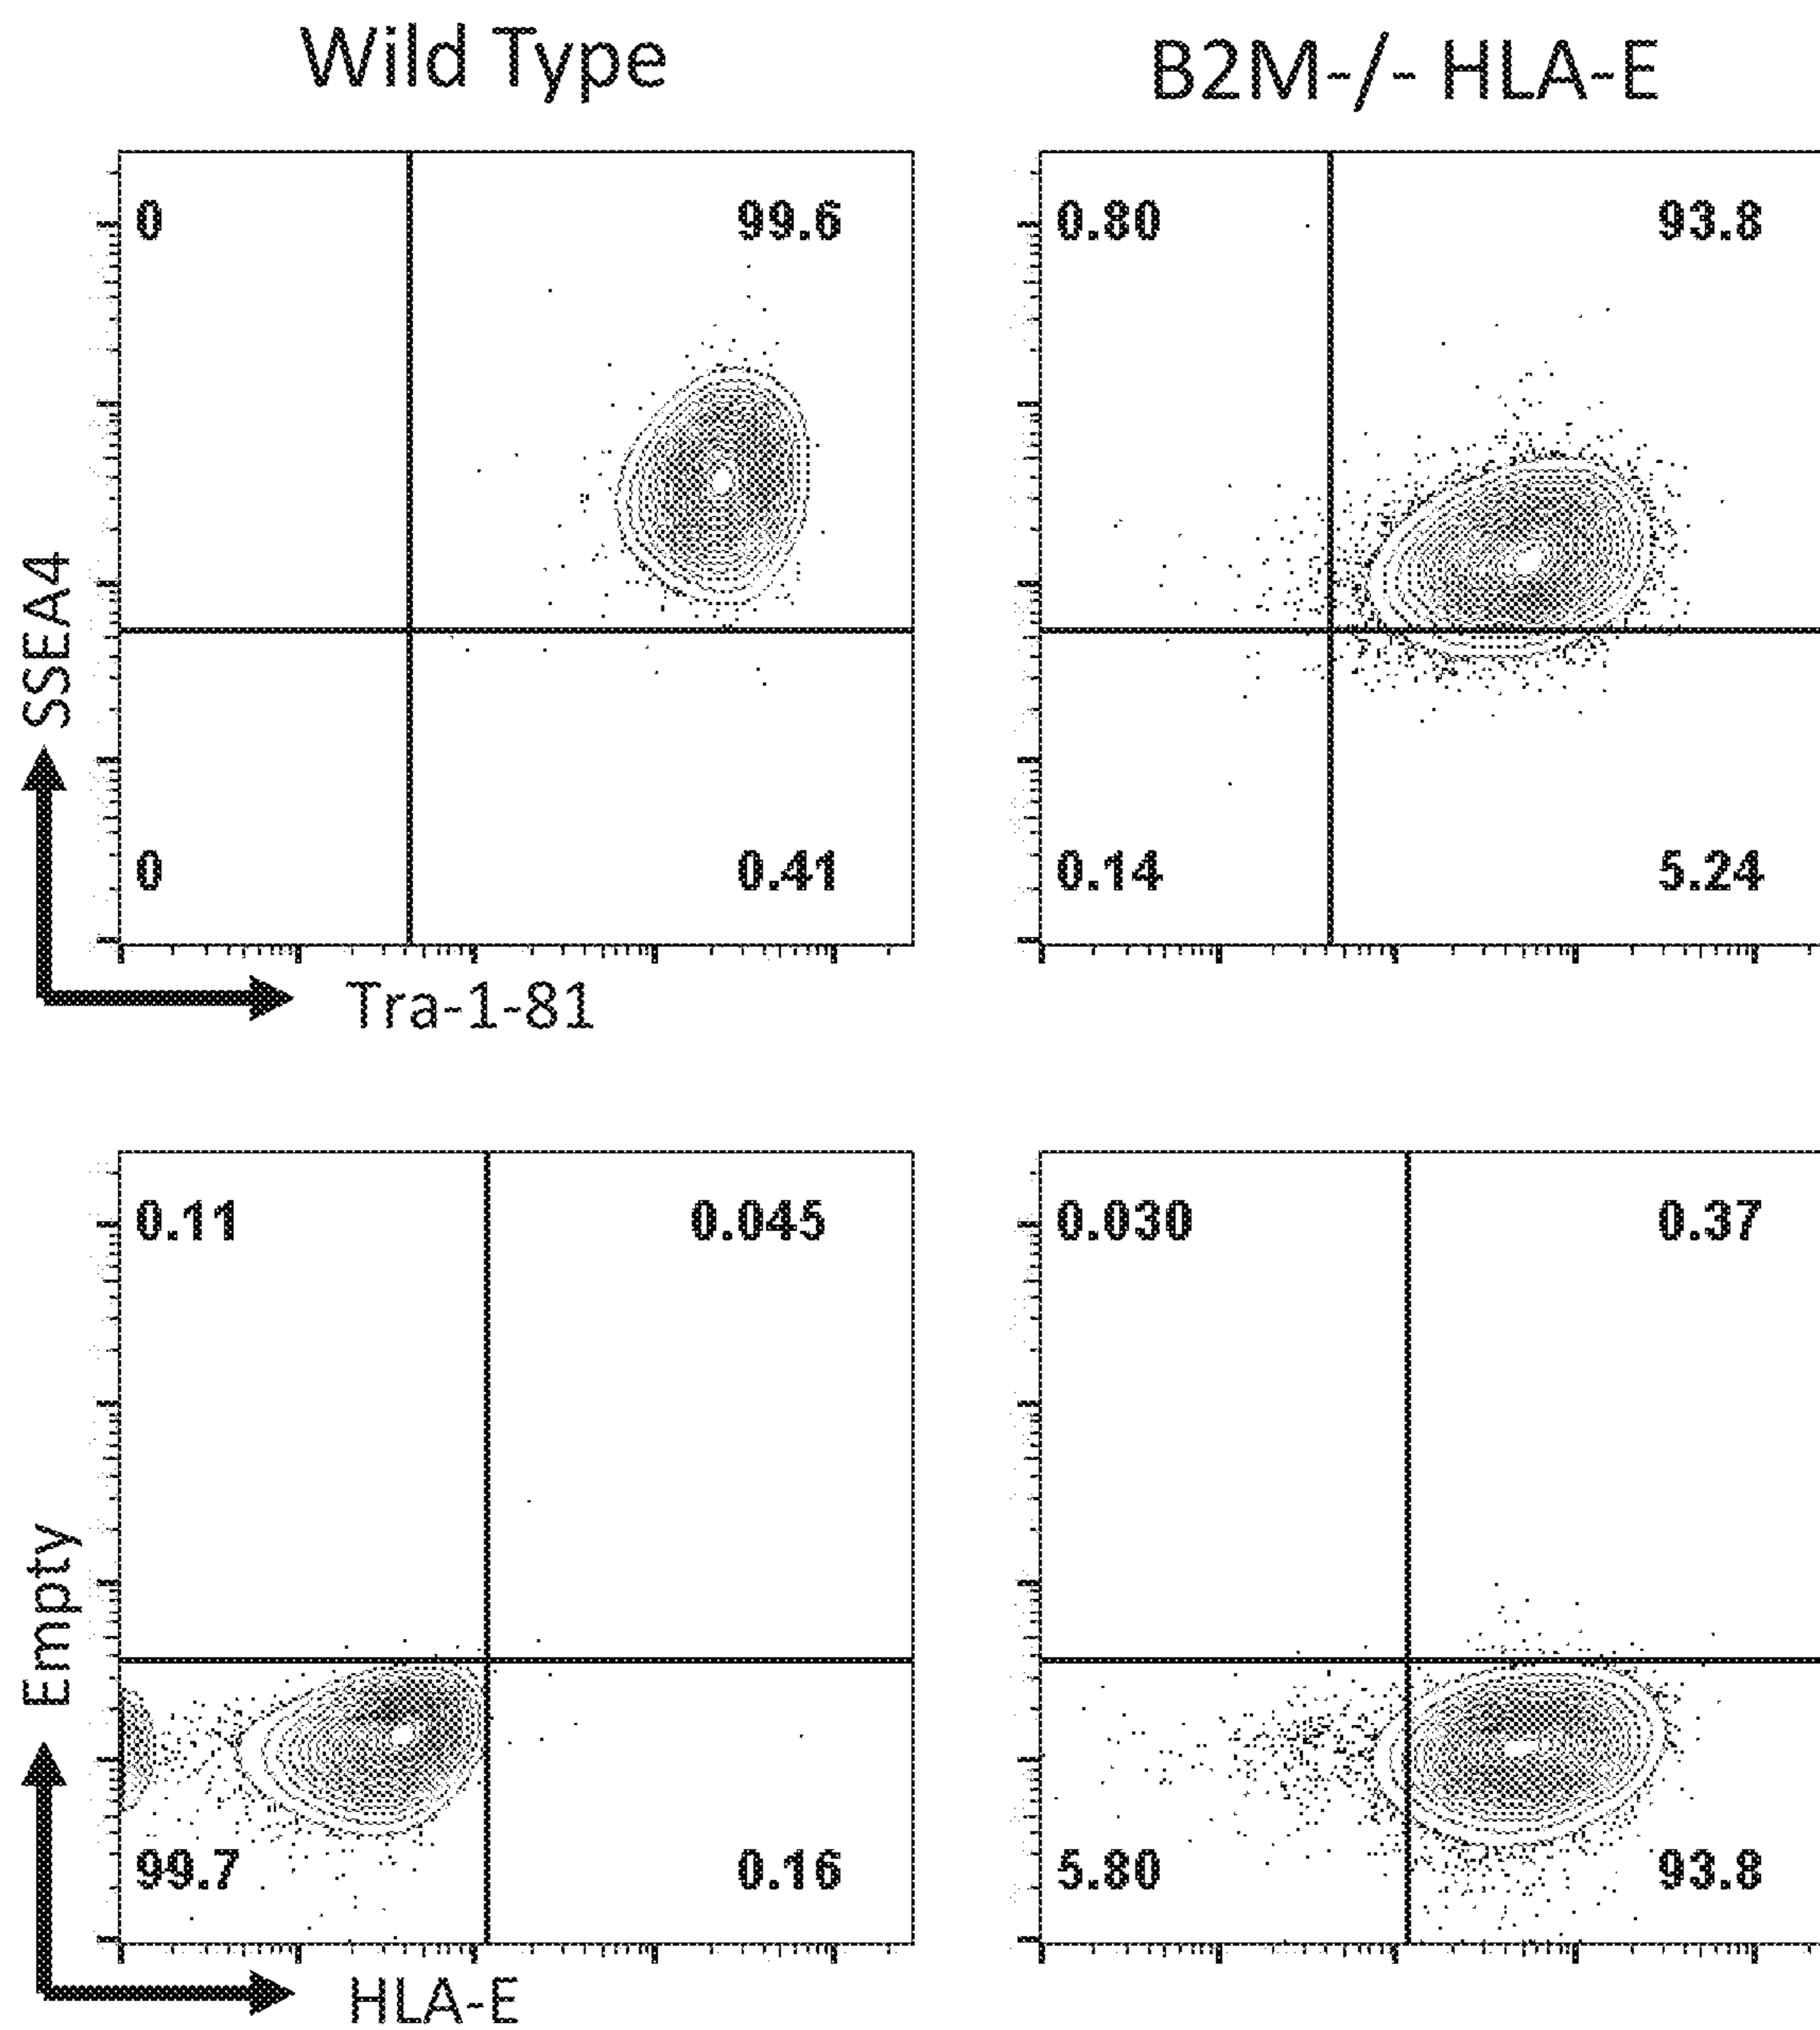 Wild Type
B2M-/- HLA-E
0
99.6
0.80
93.8
SSEA4
0
0.41
0.14
5.24
Tra-1-81
0.11
0.045
0.030
0.37
Empty
99.7
0.16
5.80
93.8
HLA-E